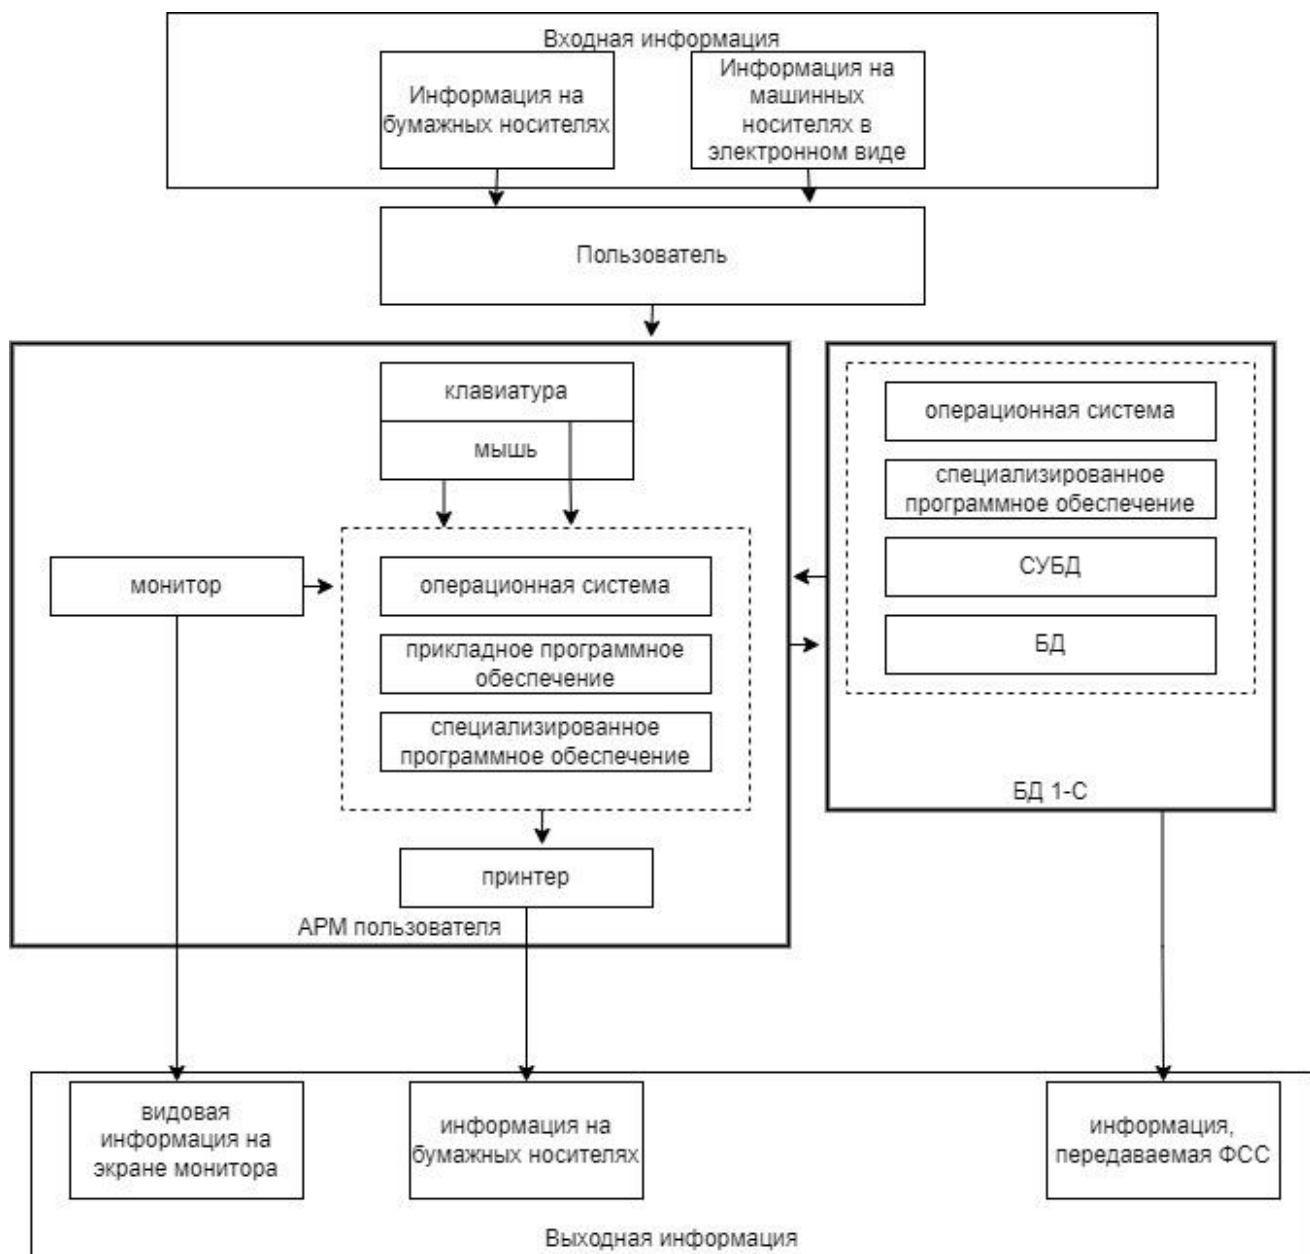 Входная информация
Информация на
бумажных носителях
Информация на
машинных
носителях в
электронном виде
Пользователь
клавиатура
мышь
монитор
операционная система
прикладное программное
обеспечение
специализированное
программное обеспечение
принтер
АРМ пользователя
операционная система
специализированное
программное обеспечение
СУБД
БД
БД 1-С
видовая
информация на
экране монитора
информация на
бумажных носителях
информация,
передаваемая ФСС
Выходная информация